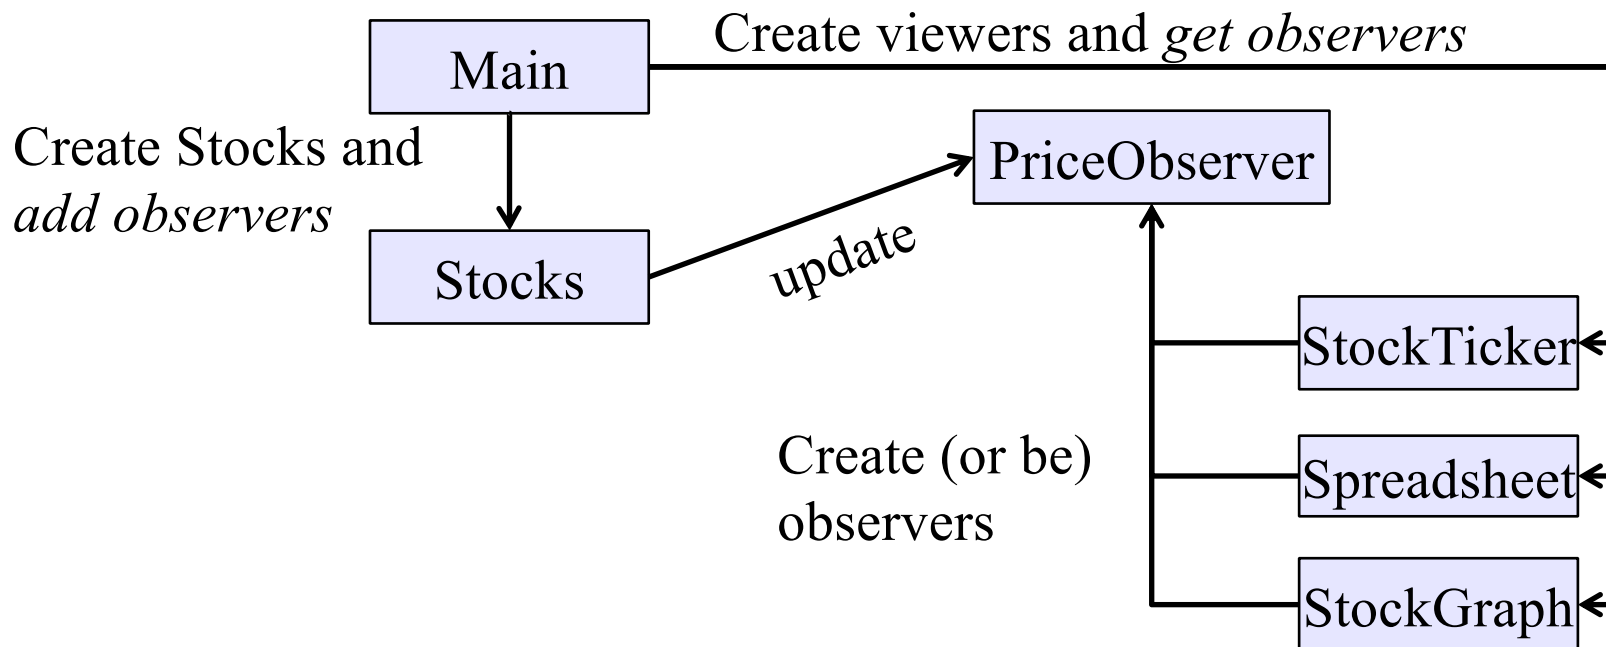 Create viewers and get observers
Main
Create Stocks and
add observers
PriceObserver
Stocks
update
StockTicker
Create (or be)
observers
Spreadsheet
StockGraph